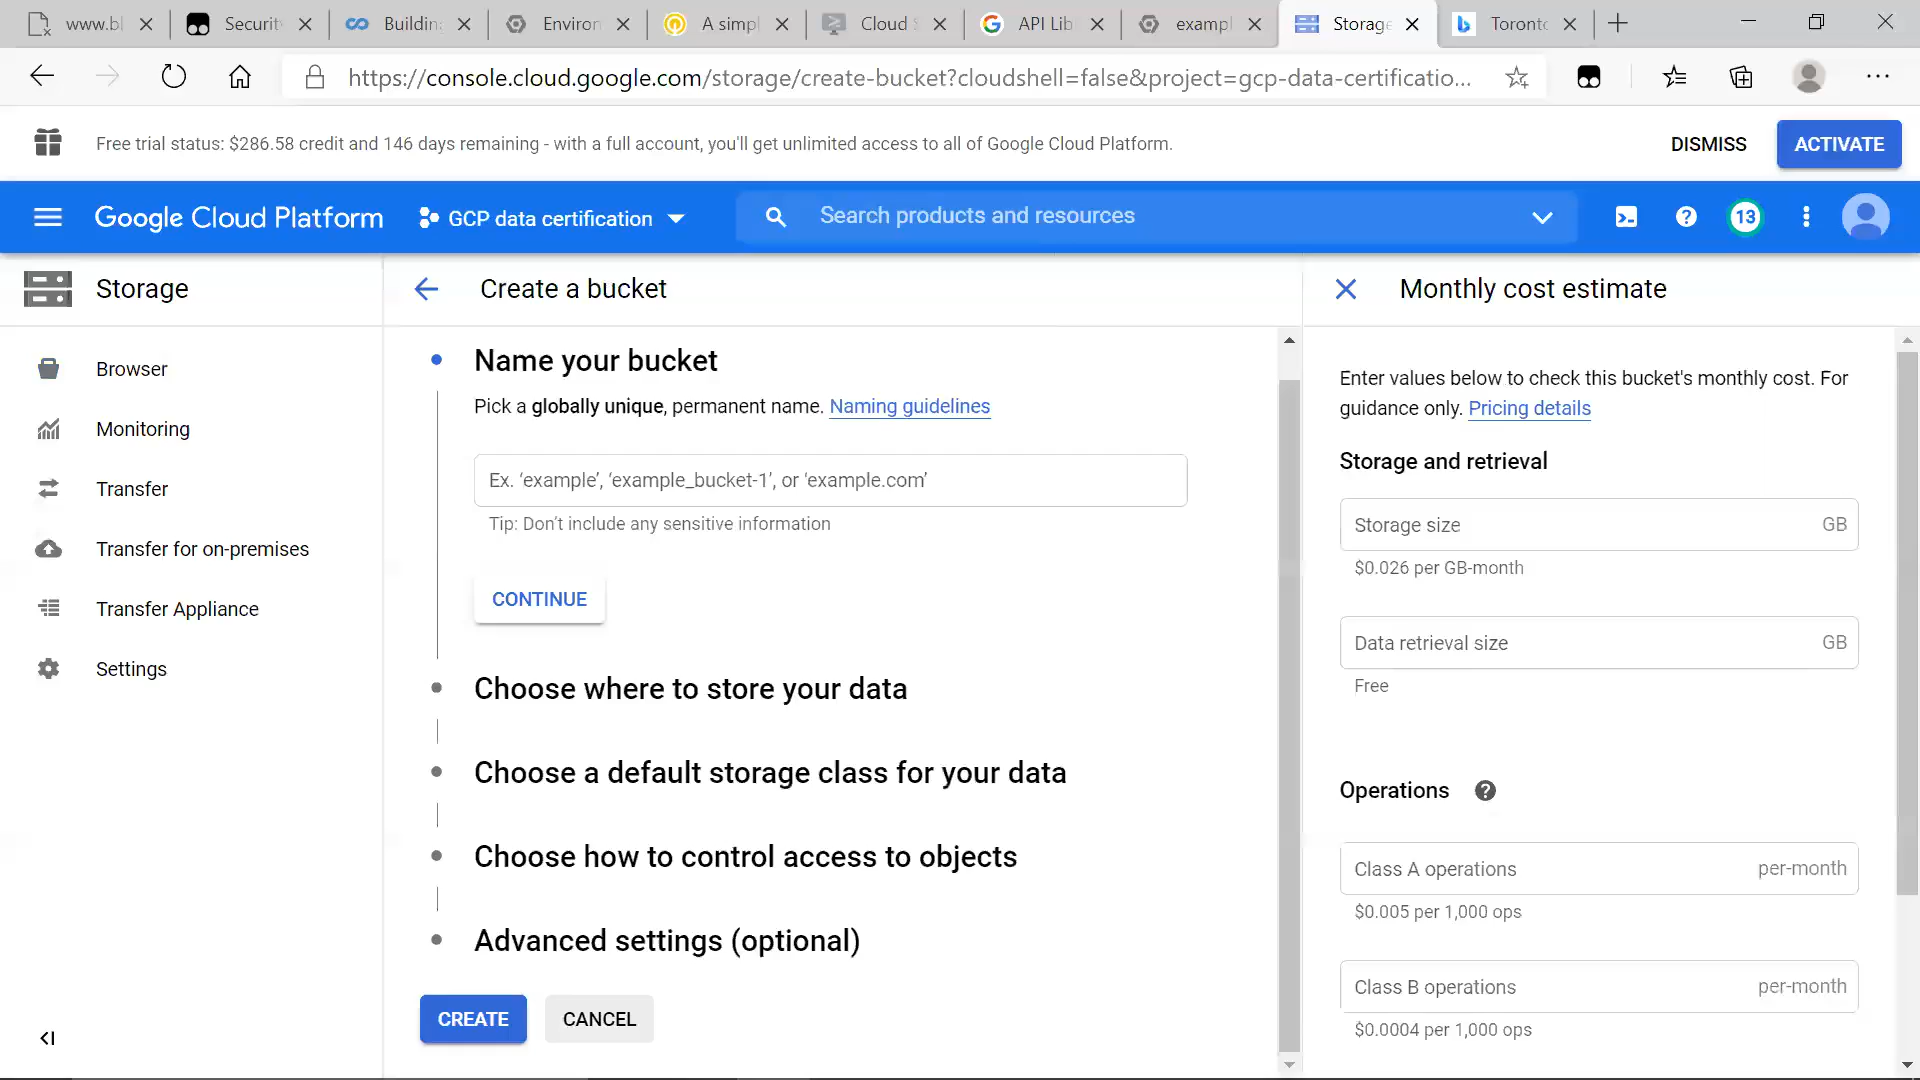 www.bl
Securit
Building
Environ
A simpl
Cloud S
API Lib
exampl
Storage
Toronto
https://console.cloud.google.com/storage/create-bucket?cloudshell=false&project=gcp-data-certificatio...
Free trial status: $286.58 credit and 146 days remaining - with a full account, you'll get unlimited access to all of Google Cloud Platform.
DISMISS
ACTIVATE
Google Cloud Platform
GCP data certification
Search products and resources
13
Storage
Create a bucket
Monthly cost estimate
Browser
Monitoring
Transfer
Transfer for on-premises
Transfer Appliance
Settings
Name your bucket
Pick a globally unique, permanent name. Naming guidelines
Ex. ‘example’, ‘example_bucket-1’, or ‘example.com’
Tip: Don’t include any sensitive information
CONTINUE
Choose where to store your data
Choose a default storage class for your data
Choose how to control access to objects
Advanced settings (optional)
CREATE
CANCEL
Enter values below to check this bucket's monthly cost. For
guidance only. Pricing details
Storage and retrieval
Storage size GB
$0.026 per GB-month
Data retrieval size GB
Free
Operations
Class A operations per-month
$0.005 per 1,000 ops
Class B operations per-month
$0.0004 per 1,000 ops